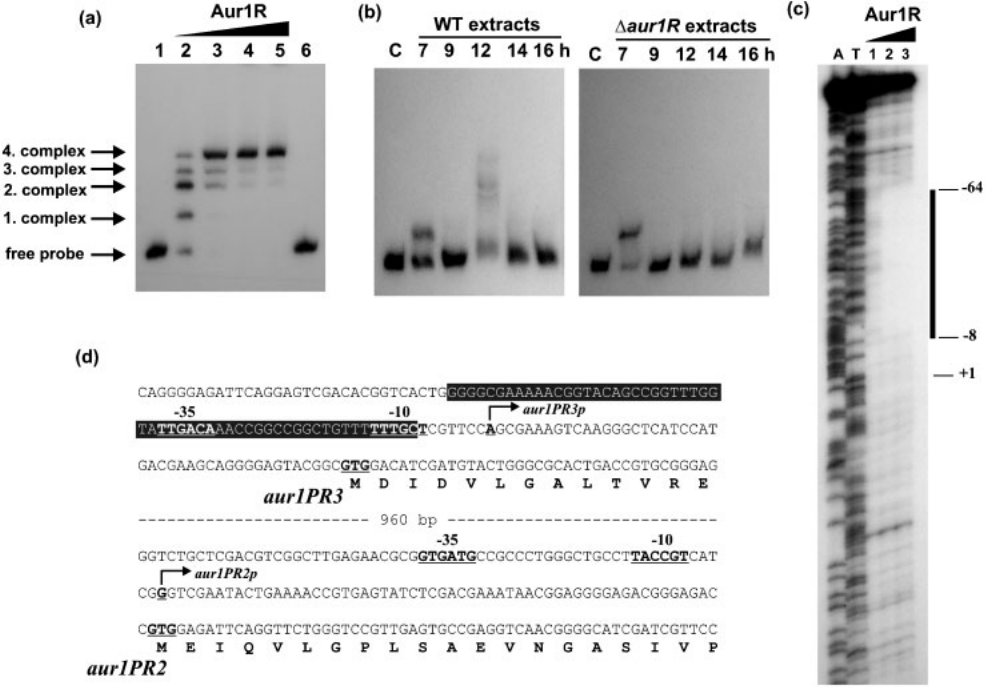 (a)
Aur1R
1 2 3 4 5 6
4. complex
3. complex
2. complex
1. complex
free probe
(b)
WT extracts
C 7 9 12 14 16 h
Δaur1R extracts
C 7 9 12 14 16 h
(c)
Aur1R
A T 1 2 3
-64
-8
+1
(d)
CAGGGGAGATTCAGGAGTCGACACGGTCACTGGGGGCGAAAAACGGTACAGCCGGTTTGG
-35 -10 aur1PR3p
TATTGACAAACCGGCCGGCTGTTTTTTGCTCGTTCCAGCGAAAGTCAAGGGCTCATCCAT
GACGAAGCAGGGGAGTACGGCGTGGACATCGATGTACTGGGCGCACTGACCGTGCGGGAG
M D I D V L G A L T V R E
aur1PR3
960 bp
-35 -10
GGTCTGCTCGACGTCGGCTTGAGAACGCGGTGATGCCGCCCTGGGCTGCCTTACCGTCAT
aur1PR2p
CGGGTCGAATACTGAAAACCGTGAGTATCTCGACGAAATAACGGAGGGGAGACGGGAGAC
CGTGGAGATTCAGGTTCTGGGTCCGTTGAGTGCCGAGGTCAACGGGGCATCGATCGTTCC
M E I Q V L G P L S A E V N G A S I V P
aur1PR2